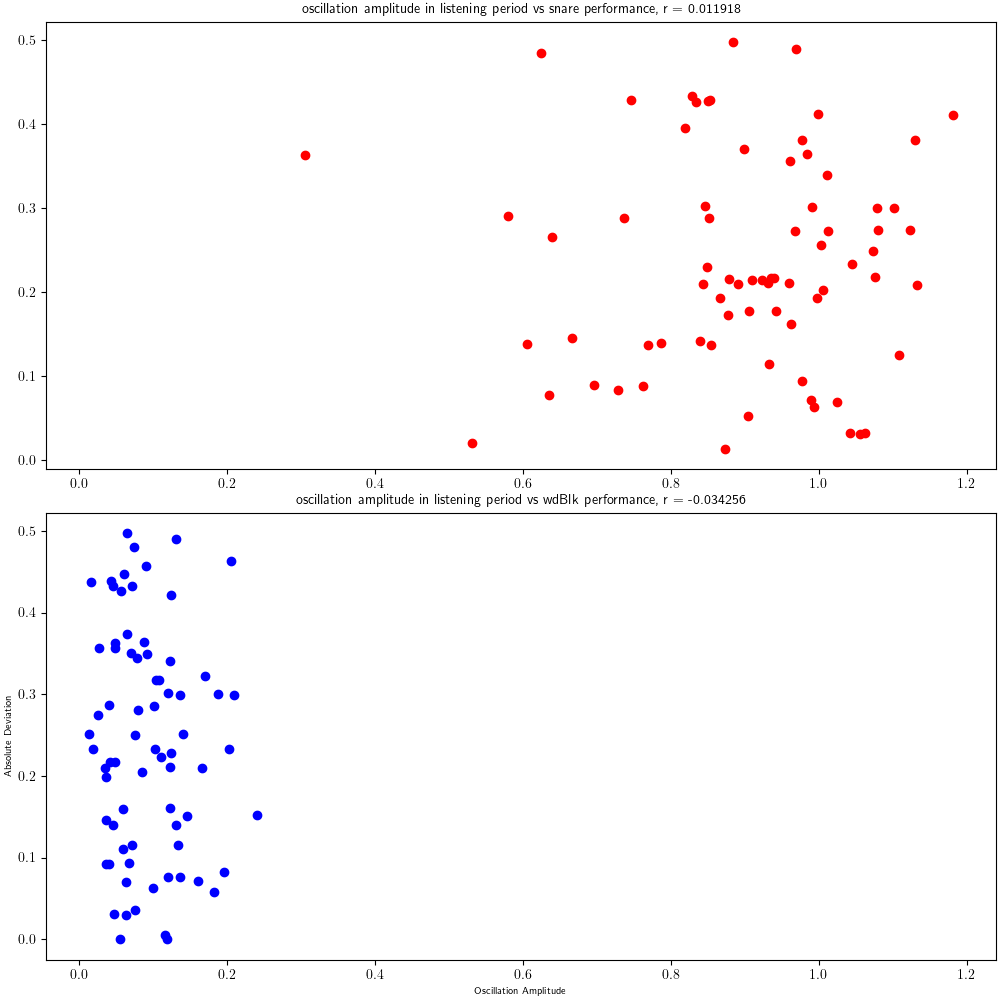 oscillation amplitude in listening period vs snare performance, r = 0.011918
0.5
0.4
0.3
0.2
0.1
0.0
0.0 0.2 0.4 0.6 0.8 1.0 1.2
oscillation amplitude in listening period vs wdBlk performance, r = -0.034256
0.5
0.4
0.3
0.2
0.1
0.0
Absolute Deviation
0.0 0.2 0.4 0.6 0.8 1.0 1.2
Oscillation Amplitude